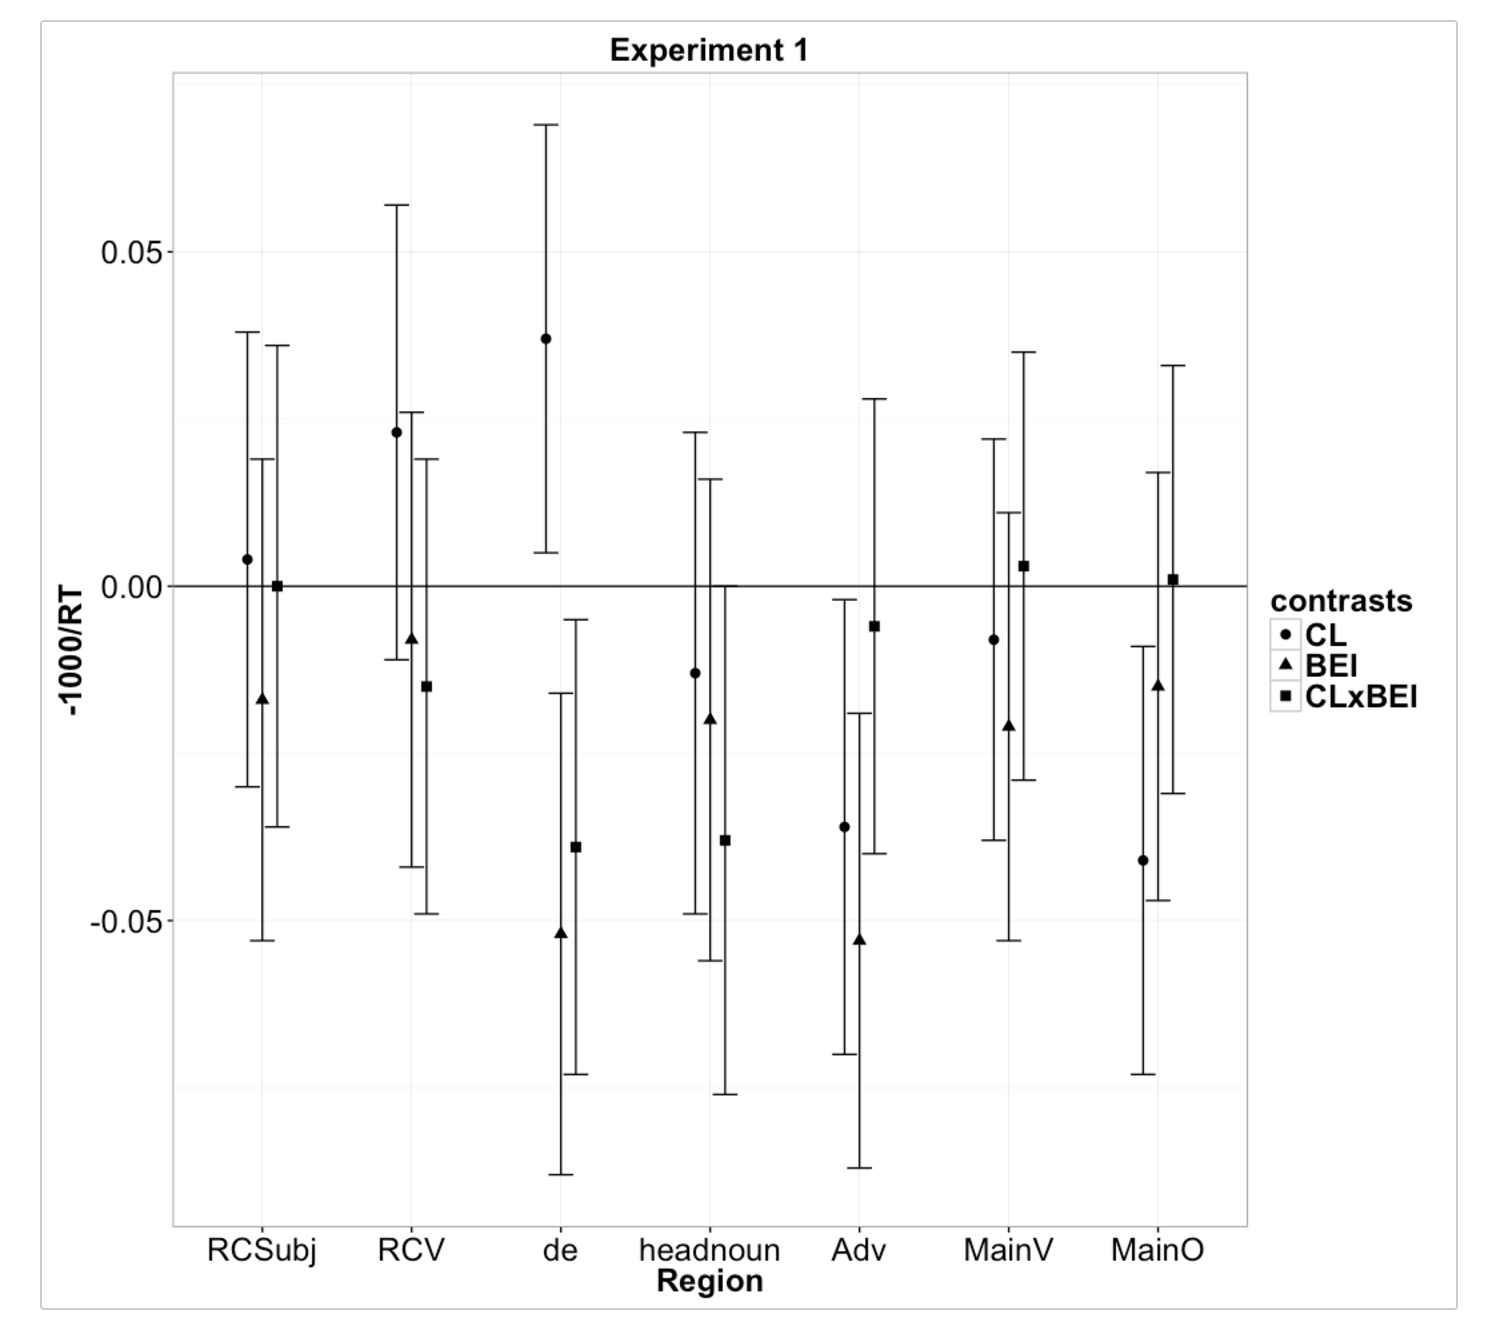 Experiment 1
0.05
0.00
-0.05
-1000/RT
RCSubj RCV de headnoun Adv MainV MainO
Region
contrasts
CL
BEI
CLxBEI